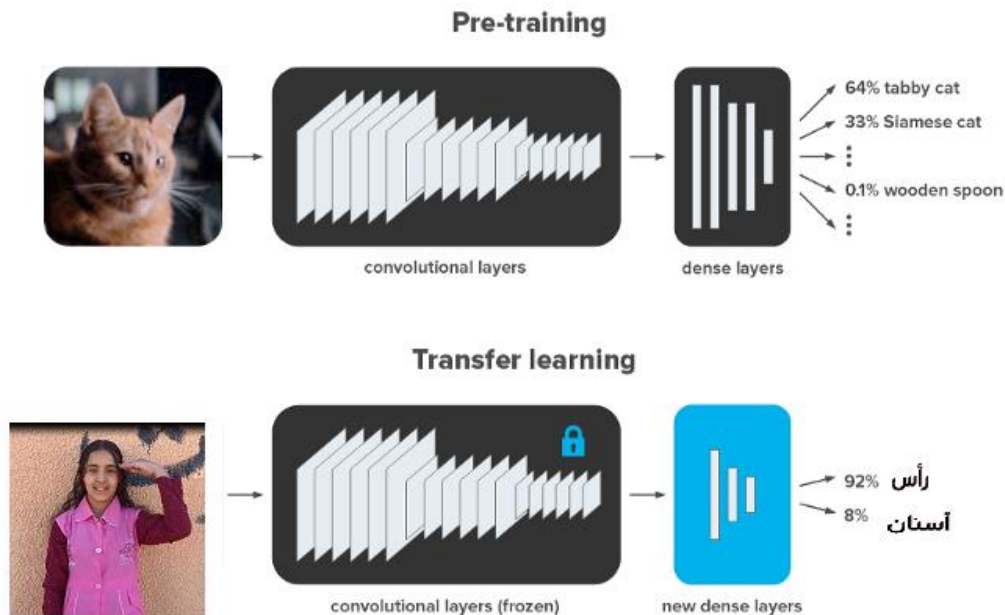 Pre-training
64% tabby cat
33% Siamese cat
⋮
0.1% wooden spoon
⋮
convolutional layers
dense layers
Transfer learning
92% رأس
8% آسنان
convolutional layers (frozen)
new dense layers